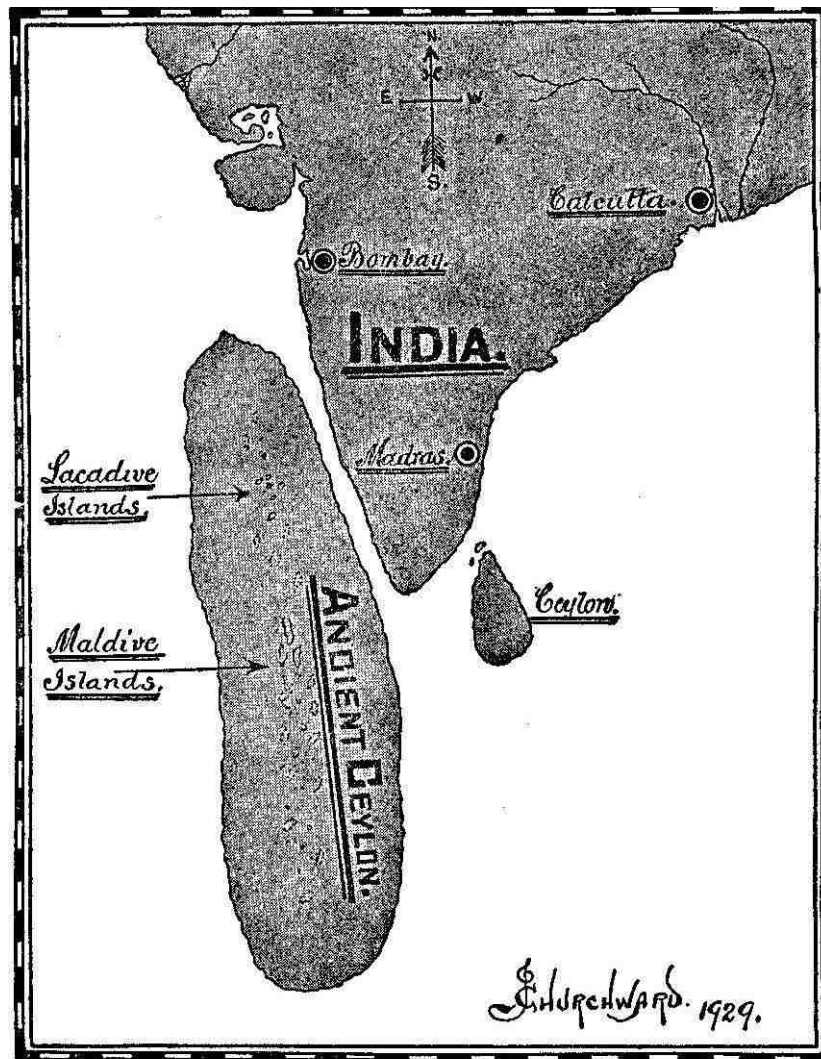 N
E W
S.
Calcutta.
Bombay.
INDIA.
Madras.
Lacadive
Islands.
Ceylon.
Maldive
Islands.
ANCIENT CEYLON.
J CHURCHWARD. 1929.